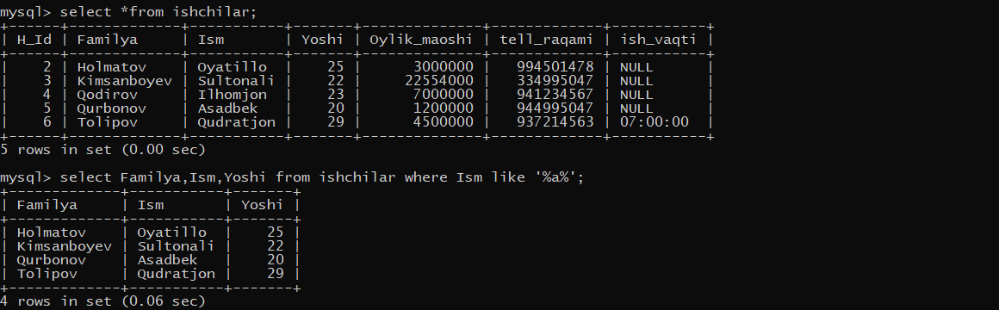 mysql> select *from ishchilar;
+------+------------+-----------+-------+--------------+-------------+-----------+
| H_Id | Familya    | Ism       | Yoshi | Oylik_maoshi | tell_raqami | ish_vaqti |
+------+------------+-----------+-------+--------------+-------------+-----------+
|    2 | Holmatov   | Oyatillo  |    25 |      3000000 |   994501478 | NULL      |
|    3 | Kimsanboyev | Sultonali |    22 |     22554000 |   334995047 | NULL      |
|    4 | Qodirov    | Ilhomjon  |    23 |      7000000 |   941234567 | NULL      |
|    5 | Qurbonov   | Asadbek   |    20 |      1200000 |   944995047 | NULL      |
|    6 | Tolipov    | Qudratjon |    29 |      4500000 |   937214563 | 07:00:00  |
+------+------------+-----------+-------+--------------+-------------+-----------+
5 rows in set (0.00 sec)
mysql> select Familya,Ism,Yoshi from ishchilar where Ism like '%a%';
+-------------+-----------+-------+
| Familya     | Ism       | Yoshi |
+-------------+-----------+-------+
| Holmatov    | Oyatillo  |    25 |
| Kimsanboyev | Sultonali |    22 |
| Qurbonov    | Asadbek   |    20 |
| Tolipov     | Qudratjon |    29 |
+-------------+-----------+-------+
4 rows in set (0.06 sec)